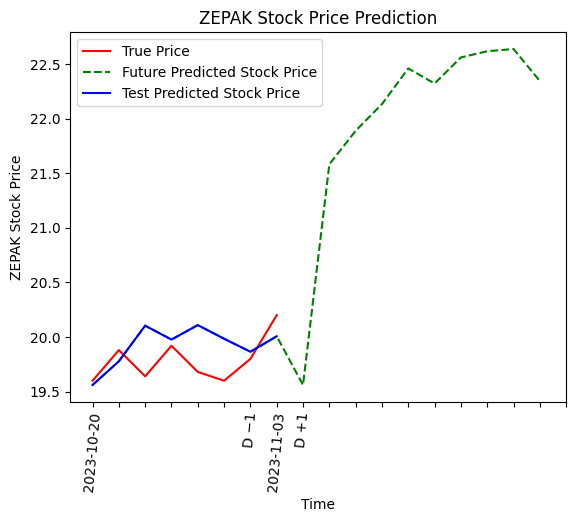 ZEPAK Stock Price Prediction
True Price
Future Predicted Stock Price
Test Predicted Stock Price
ZEPAK Stock Price
22.5
22.0
21.5
21.0
20.5
20.0
19.5
2023-10-20
D −1
2023-11-03
D +1
Time